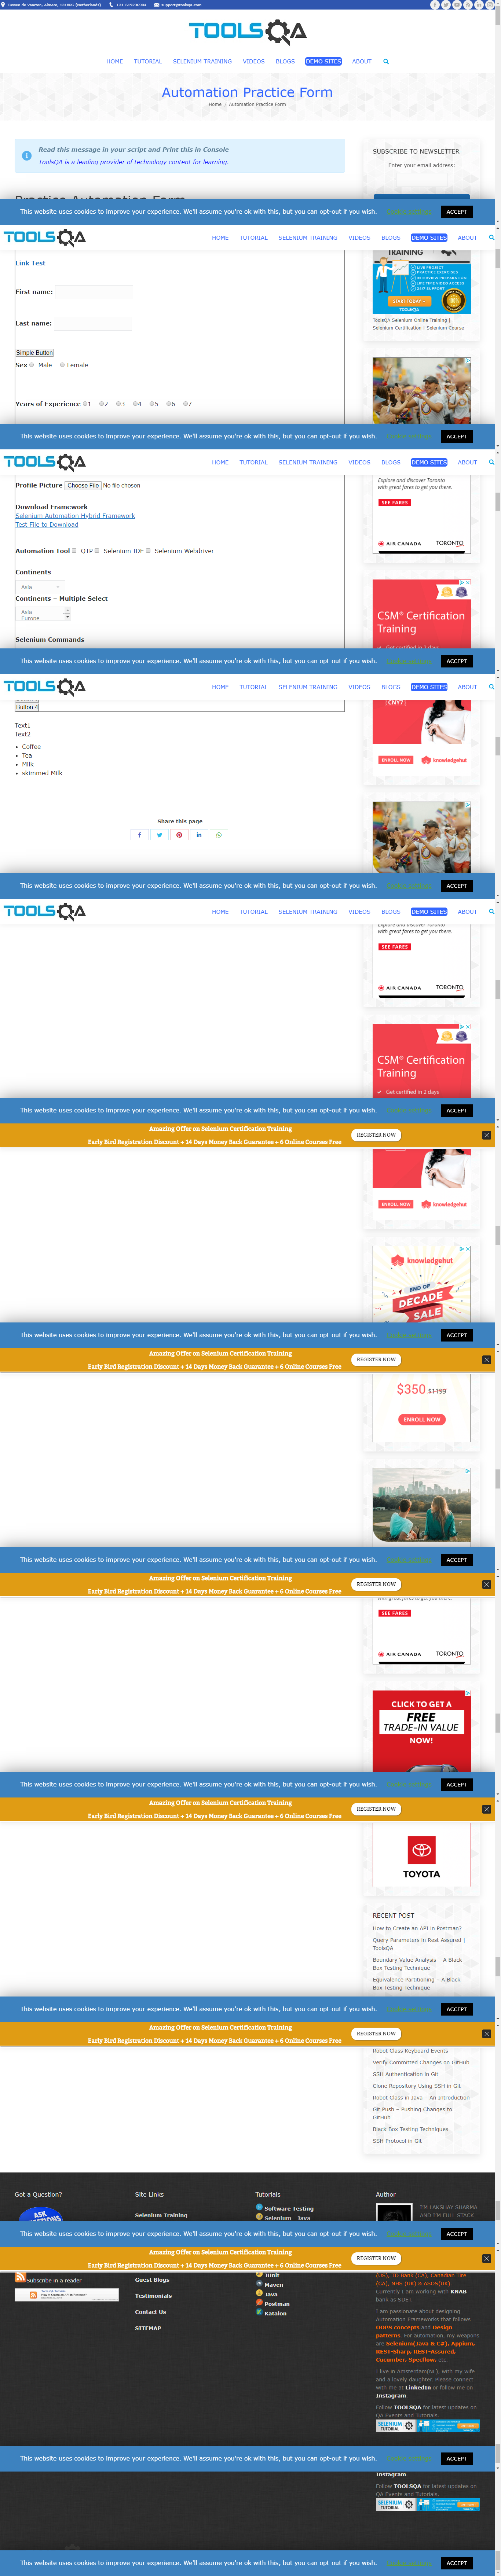 Tussen de Vaarten, Almere, 1318PG (Netherlands) +31-619236904 support@toolsqa.com
TOOLSQA
HOME TUTORIAL SELENIUM TRAINING VIDEOS BLOGS DEMO SITES ABOUT
Automation Practice Form
Home Automation Practice Form
Read this message in your script and Print this in Console
ToolsQA is a leading provider of technology content for learning.
SUBSCRIBE TO NEWSLETTER
Enter your email address:
Practice Automation Form
This website uses cookies to improve your experience. We'll assume you're ok with this, but you can opt-out if you wish. ACCEPT
TOOLSQA
HOME TUTORIAL SELENIUM TRAINING VIDEOS BLOGS DEMO SITES ABOUT
Link Test
First name:
Last name:
Simple Button
Sex Male Female
Years of Experience 1 2 3 4 5 6 7
TRAINING
LIVE PROJECT
PRACTICE EXERCISES
INTERVIEW PREPARATION
LIFE TIME VIDEO ACCESS
24X7 SUPPORT
START TODAY
ToolsQA Selenium Online Training |
Selenium Certification | Selenium Course
This website uses cookies to improve your experience. We'll assume you're ok with this, but you can opt-out if you wish. ACCEPT
TOOLSQA
HOME TUTORIAL SELENIUM TRAINING VIDEOS BLOGS DEMO SITES ABOUT
Profile Picture Choose File No file chosen
Download Framework
Selenium Automation Hybrid Framework
Test File to Download
Automation Tool QTP Selenium IDE Selenium Webdriver
Continents
Asia
Continents – Multiple Select
Asia
Europe
Selenium Commands
Explore and discover Toronto
with great fares to get you there.
SEE FARES
AIR CANADA TORONTO
CSM® Certification
Training
Get certified in 2 days
This website uses cookies to improve your experience. We'll assume you're ok with this, but you can opt-out if you wish. ACCEPT
TOOLSQA
HOME TUTORIAL SELENIUM TRAINING VIDEOS BLOGS DEMO SITES ABOUT
Button 4
Text1
Text2
Coffee
Tea
Milk
skimmed Milk
Share this page
CNY7
ENROLL NOW knowledgehut
This website uses cookies to improve your experience. We'll assume you're ok with this, but you can opt-out if you wish. ACCEPT
TOOLSQA
HOME TUTORIAL SELENIUM TRAINING VIDEOS BLOGS DEMO SITES ABOUT
Explore and discover Toronto
with great fares to get you there.
SEE FARES
AIR CANADA TORONTO
CSM® Certification
Training
Get certified in 2 days
This website uses cookies to improve your experience. We'll assume you're ok with this, but you can opt-out if you wish. ACCEPT
Amazing Offer on Selenium Certification Training
Early Bird Registration Discount + 14 Days Money Back Guarantee + 6 Online Courses Free
REGISTER NOW
ENROLL NOW knowledgehut
knowledgehut
END OF
DECADE
SALE
This website uses cookies to improve your experience. We'll assume you're ok with this, but you can opt-out if you wish. ACCEPT
Amazing Offer on Selenium Certification Training
Early Bird Registration Discount + 14 Days Money Back Guarantee + 6 Online Courses Free
REGISTER NOW
$350 $1199
ENROLL NOW
This website uses cookies to improve your experience. We'll assume you're ok with this, but you can opt-out if you wish. ACCEPT
Amazing Offer on Selenium Certification Training
Early Bird Registration Discount + 14 Days Money Back Guarantee + 6 Online Courses Free
REGISTER NOW
with great fares to get you there.
SEE FARES
AIR CANADA TORONTO
CLICK TO GET A
FREE
TRADE-IN VALUE
NOW!
This website uses cookies to improve your experience. We'll assume you're ok with this, but you can opt-out if you wish. ACCEPT
Amazing Offer on Selenium Certification Training
Early Bird Registration Discount + 14 Days Money Back Guarantee + 6 Online Courses Free
REGISTER NOW
TOYOTA
RECENT POST
How to Create an API in Postman?
Query Parameters in Rest Assured |
ToolsQA
Boundary Value Analysis – A Black
Box Testing Technique
Equivalence Partitioning – A Black
Box Testing Technique
This website uses cookies to improve your experience. We'll assume you're ok with this, but you can opt-out if you wish. ACCEPT
Amazing Offer on Selenium Certification Training
Early Bird Registration Discount + 14 Days Money Back Guarantee + 6 Online Courses Free
REGISTER NOW
Robot Class Keyboard Events
Verify Committed Changes on GitHub
SSH Authentication in Git
Clone Repository Using SSH in Git
Robot Class in Java – An Introduction
Git Push – Pushing Changes to
GitHub
Black Box Testing Techniques
SSH Protocol in Git
Got a Question?
ASK
QUESTIONS
Site Links
Selenium Training
Tutorials
Software Testing
Selenium - Java
Author
I'M LAKSHAY SHARMA
AND I'M FULL STACK
This website uses cookies to improve your experience. We'll assume you're ok with this, but you can opt-out if you wish. ACCEPT
Amazing Offer on Selenium Certification Training
Early Bird Registration Discount + 14 Days Money Back Guarantee + 6 Online Courses Free
REGISTER NOW
Subscribe in a reader
Guest Blogs
Testimonials
Contact Us
SITEMAP
JUnit
Maven
Java
Postman
Katalon
(US), TD Bank (CA), Canadian Tire
(CA), NHS (UK) & ASOS(UK).
Currently I am working with KNAB
bank as SDET.
I am passionate about designing
Automation Frameworks that follows
OOPS concepts and Design
patterns. For automation, my weapons
are Selenium(Java & C#), Appium,
REST-Sharp, REST-Assured,
Cucumber, Specflow, etc.
I live in Amsterdam(NL), with my wife
and a lovely daughter. Please connect
with me at LinkedIn or follow me on
Instagram.
Follow TOOLSQA for latest updates on
QA Events and Tutorials.
SELENIUM
TUTORIAL
This website uses cookies to improve your experience. We'll assume you're ok with this, but you can opt-out if you wish. ACCEPT
Instagram.
Follow TOOLSQA for latest updates on
QA Events and Tutorials.
SELENIUM
TUTORIAL
This website uses cookies to improve your experience. We'll assume you're ok with this, but you can opt-out if you wish. ACCEPT